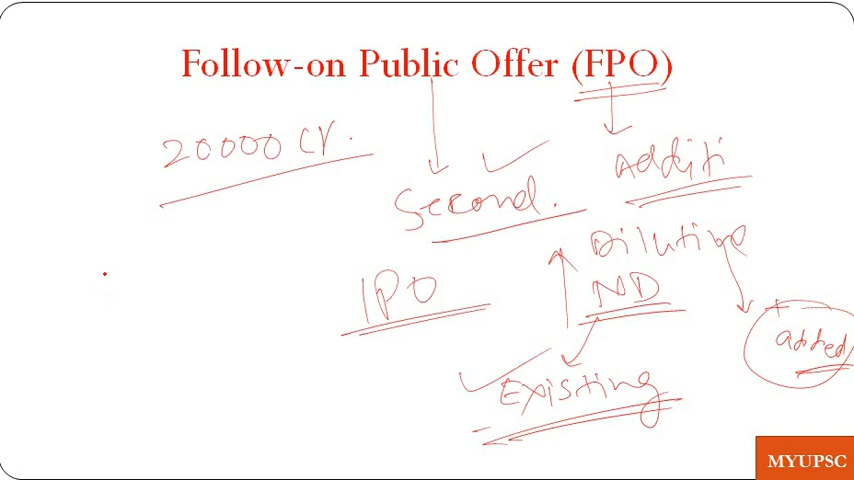 Follow-on Public Offer (FPO)
20000 Cr.
Additi
Second.
Dilutive
IPO
ND
added
Existing
MYUPSC